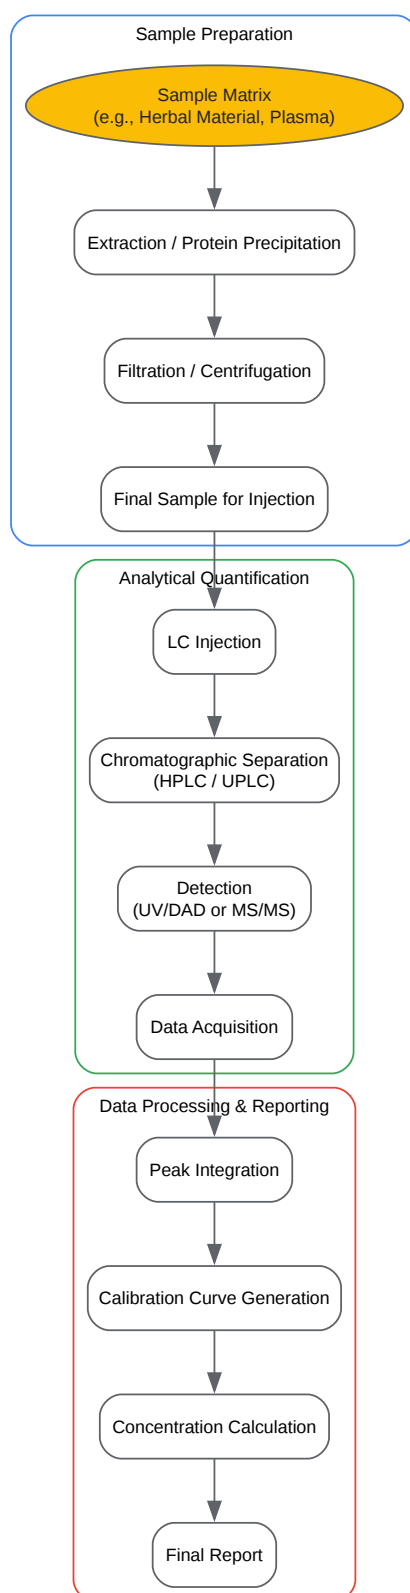 Sample Preparation
Sample Matrix
(e.g., Herbal Material, Plasma)
Extraction / Protein Precipitation
Filtration / Centrifugation
Final Sample for Injection
Analytical Quantification
LC Injection
Chromatographic Separation
(HPLC / UPLC)
Detection
(UV/DAD or MS/MS)
Data Acquisition
Data Processing & Reporting
Peak Integration
Calibration Curve Generation
Concentration Calculation
Final Report